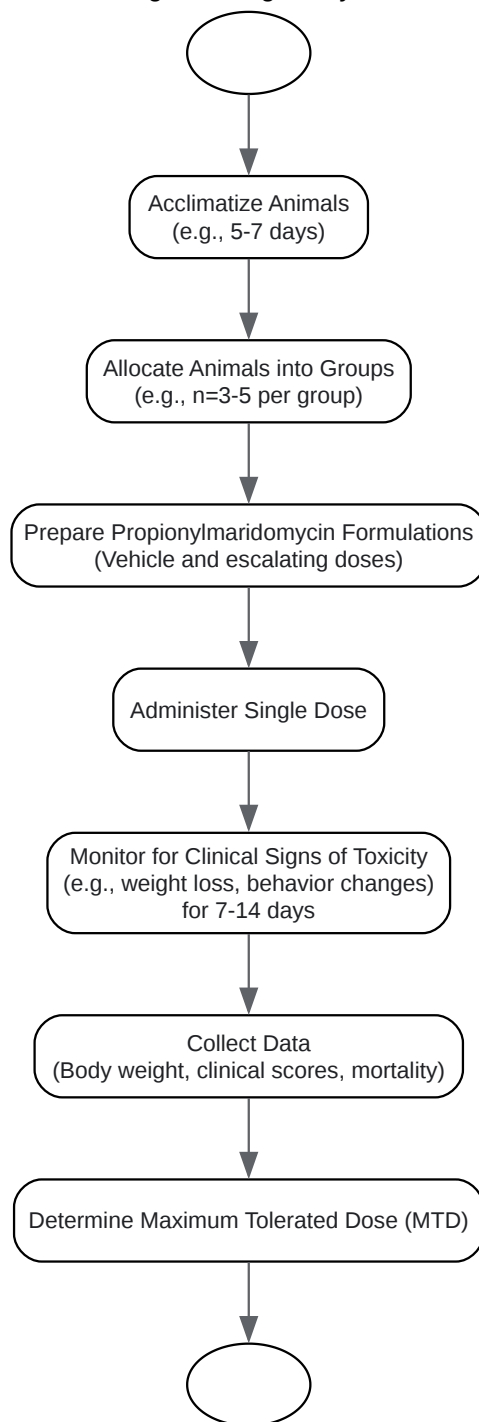 Acclimatize Animals
(e.g., 5-7 days)
Allocate Animals into Groups
(e.g., n=3-5 per group)
Prepare Propionylmaridomycin Formulations
(Vehicle and escalating doses)
Administer Single Dose
Monitor for Clinical Signs of Toxicity
(e.g., weight loss, behavior changes)
for 7-14 days
Collect Data
(Body weight, clinical scores, mortality)
Determine Maximum Tolerated Dose (MTD)